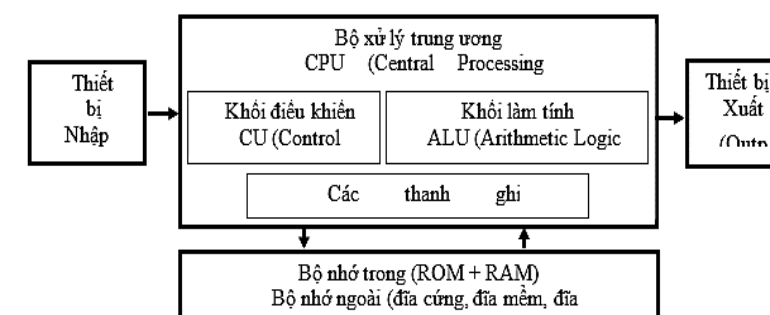 Bộ xử lý trung ương
CPU (Central Processing
Thiết
bị
Nhập
Khối điều khiển
CU (Control
Khối làm tính
ALU (Arithmetic Logic
Các thanh ghi
Thiết bị
Xuất
Bộ nhớ trong (ROM + RAM)
Bộ nhớ ngoài (đĩa cứng, đĩa mềm, đĩa